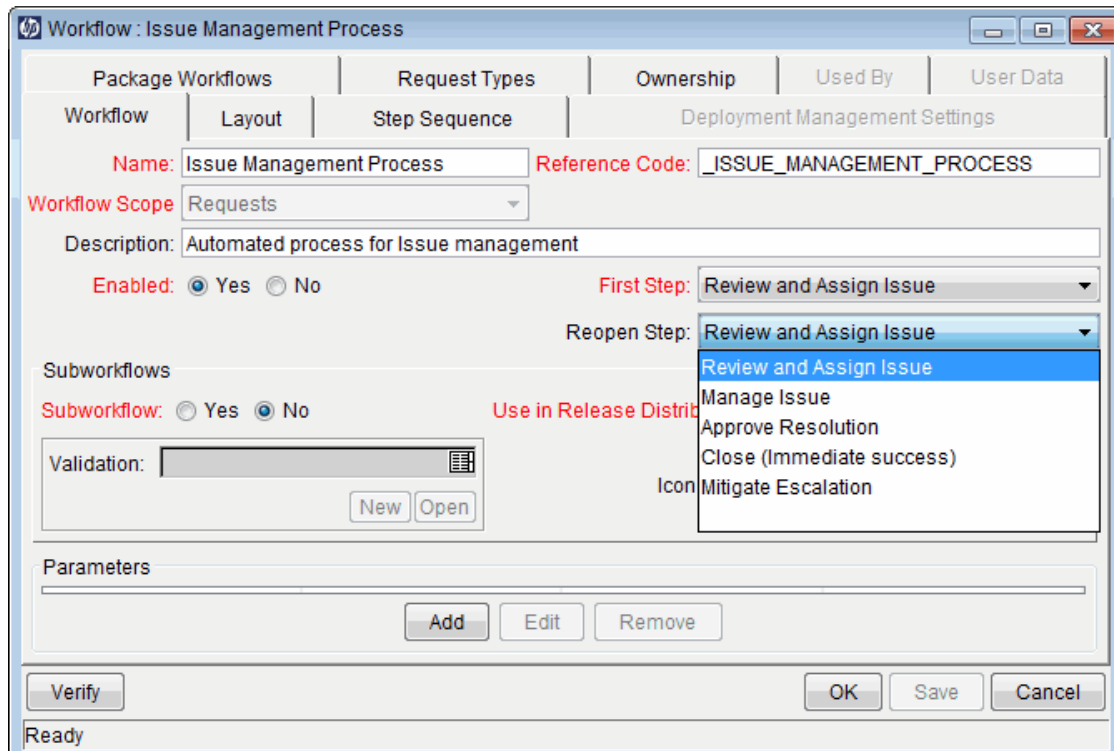 Workflow : Issue Management Process
Package Workflows Request Types Ownership Used By User Data
Workflow Layout Step Sequence Deployment Management Settings
Name: Issue Management Process Reference Code: _ISSUE_MANAGEMENT_PROCESS
Workflow Scope Requests
Description: Automated process for Issue management
Enabled: Yes No First Step: Review and Assign Issue
Reopen Step: Review and Assign Issue
Subworkflows Review and Assign Issue
Manage Issue
Subworkflow: Yes No Use in Release Distrib
Approve Resolution
Validation: Close (Immediate success)
Icon Mitigate Escalation
New Open
Parameters
Add Edit Remove
Verify OK Save Cancel
Ready